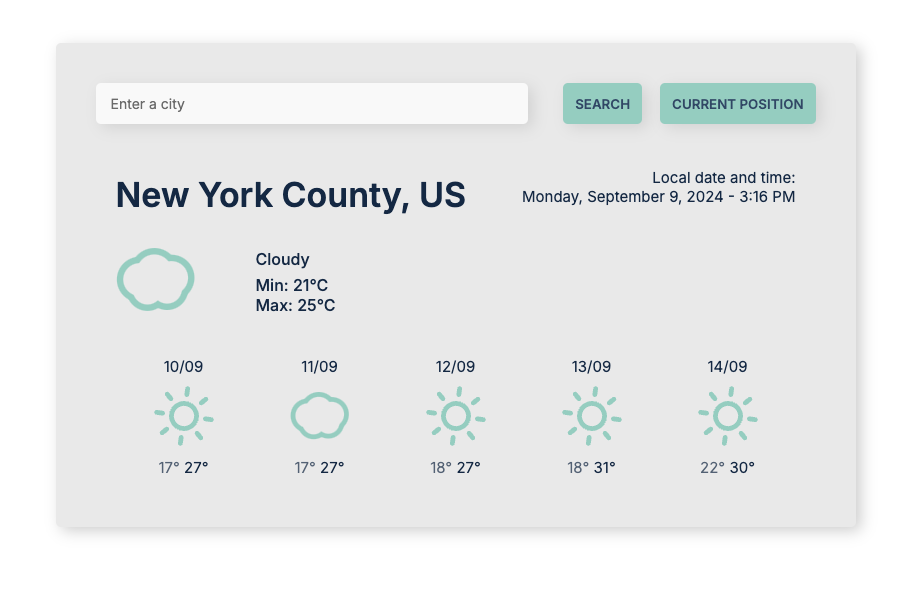 Enter a city
SEARCH
CURRENT POSITION
New York County, US
Local date and time:
Monday, September 9, 2024 - 3:16 PM
Cloudy
Min: 21°C
Max: 25°C
10/09 11/09 12/09 13/09 14/09
17° 27° 17° 27° 18° 27° 18° 31° 22° 30°